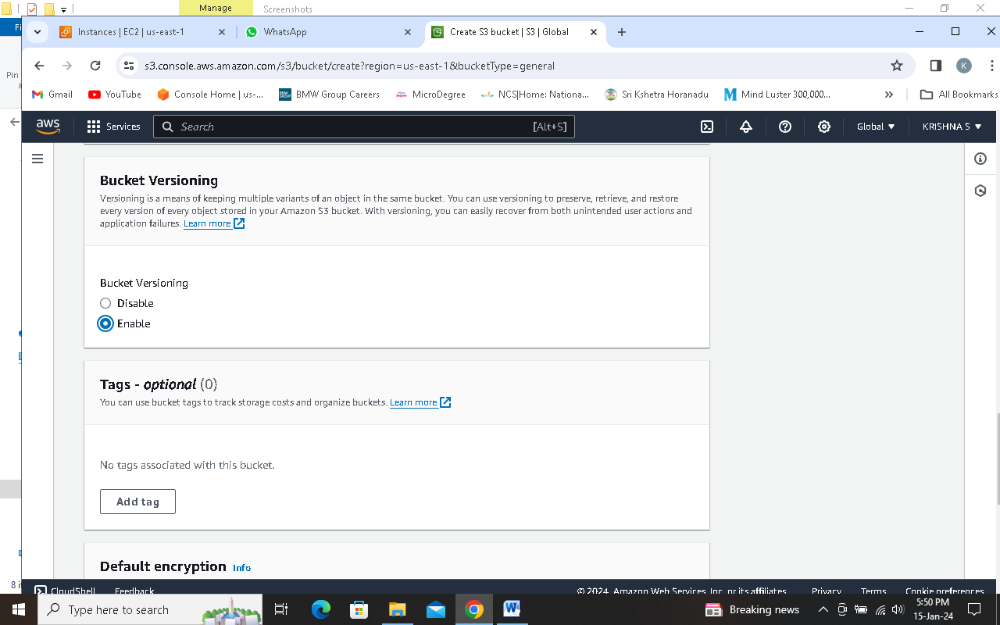 Manage
Screenshots
Instances | EC2 | us-east-1
WhatsApp
Create S3 bucket | S3 | Global
s3.console.aws.amazon.com/s3/bucket/create?region=us-east-1&bucketType=general
K
Gmail
YouTube
Console Home | us-...
BMW Group Careers
MicroDegree
NCS|Home: Nationa...
Sri Kshetra Horanadu
Mind Luster 300,000...
All Bookmarks
Pin
aws
Services
Search
[Alt+S]
Global
KRISHNA S
Bucket Versioning
Versioning is a means of keeping multiple variants of an object in the same bucket. You can use versioning to preserve, retrieve, and restore
every version of every object stored in your Amazon S3 bucket. With versioning, you can easily recover from both unintended user actions and
application failures. Learn more
Bucket Versioning
Disable
Enable
Tags - optional (0)
You can use bucket tags to track storage costs and organize buckets. Learn more
No tags associated with this bucket.
Add tag
Default encryption Info
CloudShell
Feedback
© 2024, Amazon Web Services, Inc. or its affiliates.
Privacy
Terms
Cookie preferences
Type here to search
Breaking news
5:50 PM
15-Jan-24